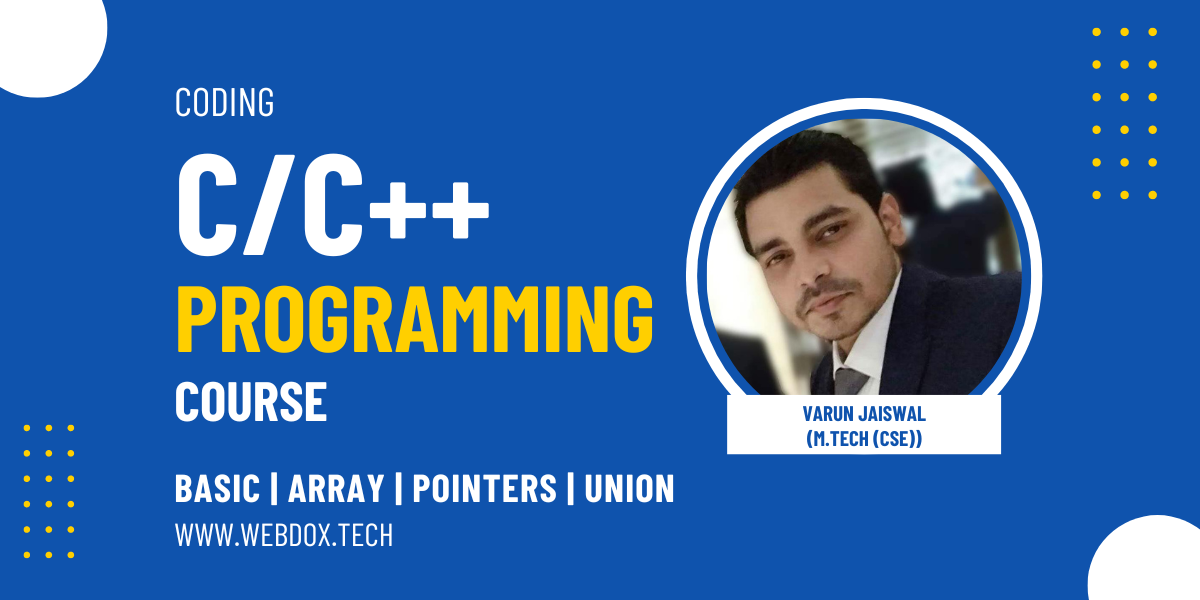 CODING
C/C++
PROGRAMMING
COURSE
VARUN JAISWAL
(M.TECH (CSE))
BASIC | ARRAY | POINTERS | UNION
WWW.WEBDOX.TECH